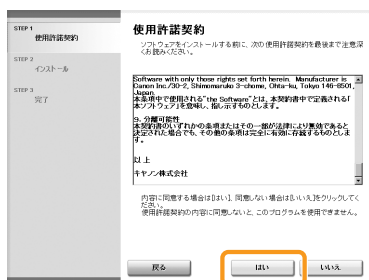 STEP 1
使用許諾契約
STEP 2
インストール
STEP 3
完了
使用許諾契約
ソフトウェアをインストールする前に、次の使用許諾契約を最後まで注意深
くお読みください。
Software with only those rights set forth herein. Manufacturer is
Canon Inc./30-2, Shimomaruko 3-chome, Ohta-ku, Tokyo 146-8501,
Japan.
本条項中で使用される"the Software"とは、本契約書中で定義される「
本ソフトウェア」を意味し、指し示すものとします。
9. 分離可能性
本契約書のいずれかの条項またはその一部が法律により無効であると
決定された場合でも、その他の条項は完全に有効に存続するものとしま
す。
以 上
キヤノン株式会社
内容に同意する場合は[はい]、同意しない場合は[いいえ]をクリックしてく
ださい。
使用許諾契約の内容に同意しないと、このプログラムを使用できません。
戻る
はい
いいえ